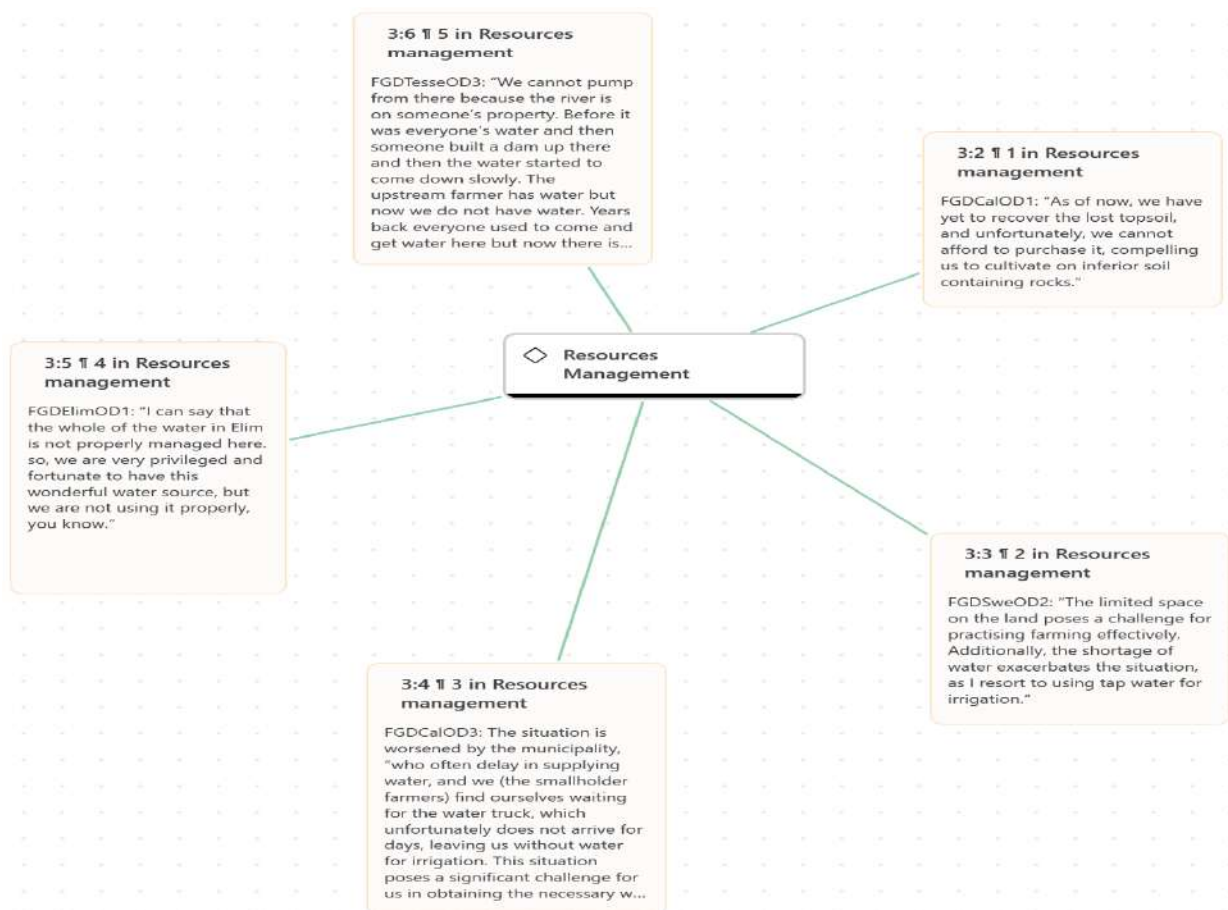 3:6 ¶ 5 in Resources
management
FGDTesseOD3: “We cannot pump
from there because the river is
on someone’s property. Before it
was everyone’s water and then
someone built a dam up there
and then the water started to
come down slowly. The
upstream farmer has water but
now we do not have water. Years
back everyone used to come and
get water here but now there is...
3:2 ¶ 1 in Resources
management
FGDCalOD1: “As of now, we have
yet to recover the lost topsoil,
and unfortunately, we cannot
afford to purchase it, compelling
us to cultivate on inferior soil
containing rocks.”
Resources
Management
3:5 ¶ 4 in Resources
management
FGDElimOD1: “I can say that
the whole of the water in Elim
is not properly managed here.
so, we are very privileged and
fortunate to have this
wonderful water source, but
we are not using it properly,
you know.”
3:3 ¶ 2 in Resources
management
FGDSweOD2: “The limited space
on the land poses a challenge for
practising farming effectively.
Additionally, the shortage of
water exacerbates the situation,
as I resort to using tap water for
irrigation.”
3:4 ¶ 3 in Resources
management
FGDCalOD3: The situation is
worsened by the municipality,
“who often delay in supplying
water, and we (the smallholder
farmers) find ourselves waiting
for the water truck, which
unfortunately does not arrive for
days, leaving us without water
for irrigation. This situation
poses a significant challenge for
us in obtaining the necessary w...